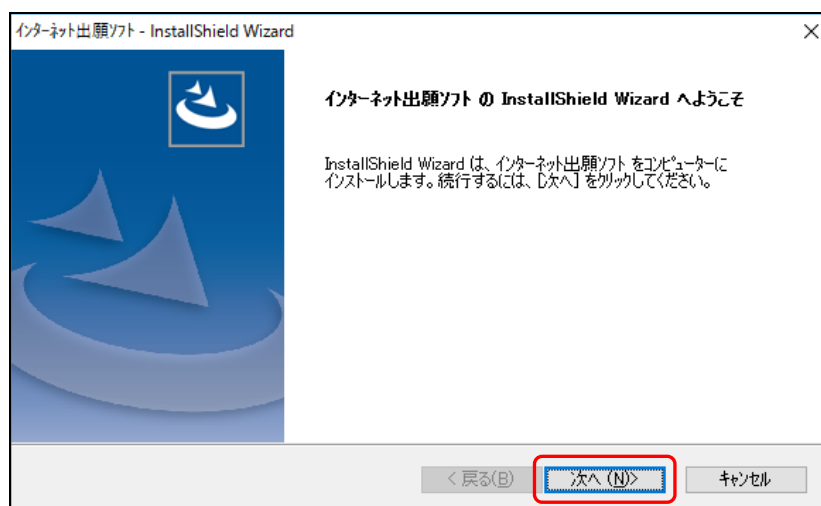 インターネット出願ソフト - InstallShield Wizard
インターネット出願ソフト の InstallShield Wizard へようこそ
InstallShield Wizard は、インターネット出願ソフト をコンピューターに
インストールします。続行するには、[次へ] をクリックしてください。
< 戻る(B)
次へ (N)>
キャンセル